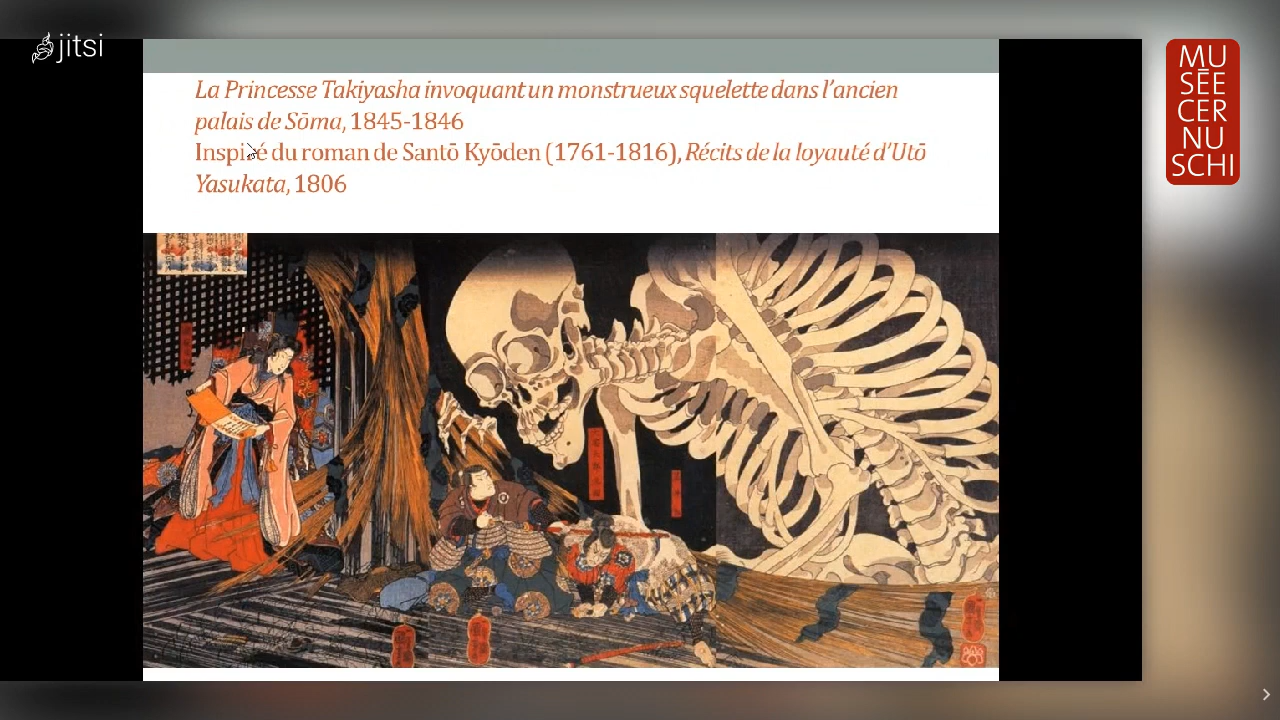 jitsi
La Princesse Takiyasha invoquant un monstrueux squelette dans l'ancien
palais de Sōma, 1845-1846
Inspiré du roman de Santō Kyōden (1761-1816), Récits de la loyauté d'Utō
Yasukata, 1806
MU
SÉE
CER
NU
SCHI